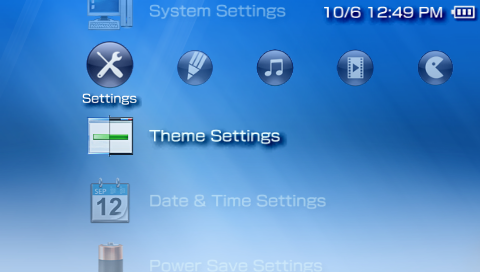 System Settings
10/6 12:49 PM
Settings
Theme Settings
SEP
12
Date & Time Settings
Power Save Settings